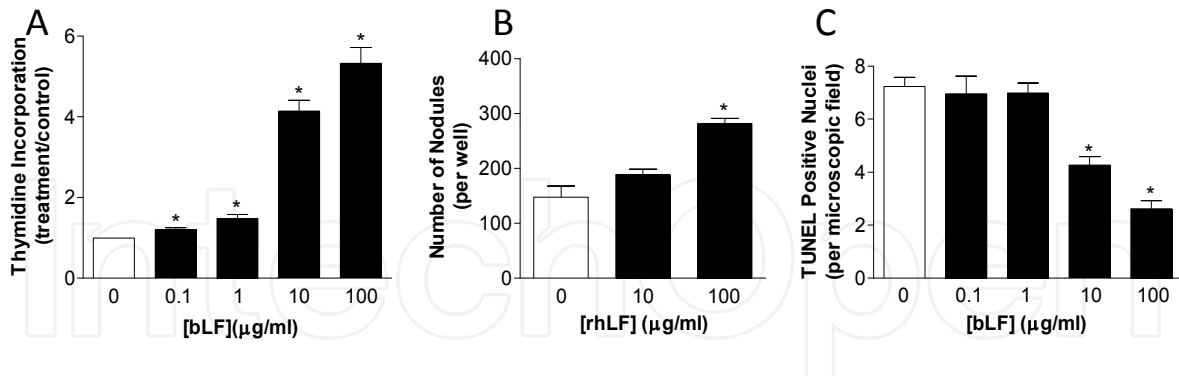 A
Thymidine Incorporation
(treatment/control)
6
4
2
0
*
*
*
*
0 0.1 1 10 100
[bLF](μg/ml)
B
Number of Nodules
(per well)
400
300
200
100
0
*
0 10 100
[rhLF] (μg/ml)
C
TUNEL Positive Nuclei
(per microscopic field)
8
6
4
2
0
*
*
0 0.1 1 10 100
[bLF] (μg/ml)
IntechOpen